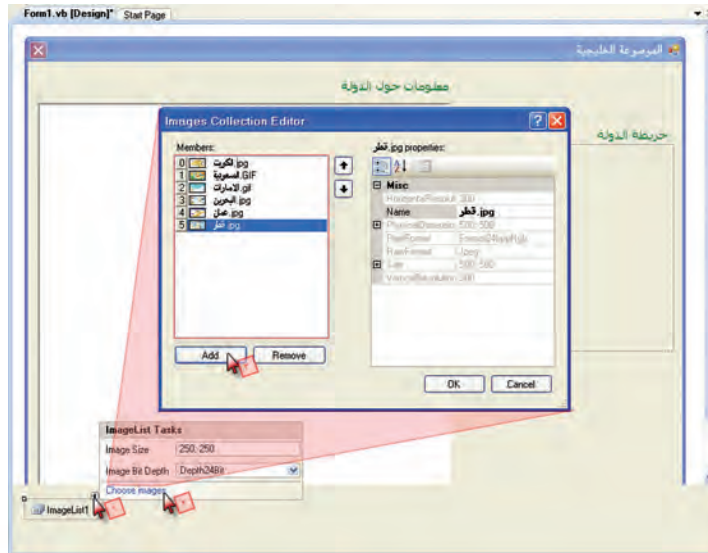 Form1.vb [Design]* Start Page
الموسوعة الخليجية
معلومات حول الدولة
خريطة الدولة
Images Collection Editor
Members:
0 الكويت.jpg
1 السعودية.GIF
2 الامارات.gif
3 البحرين.jpg
4 عمان.jpg
5 قطر.jpg
Add Remove
قطر.jpg properties:
Misc
HorizontalResolut 300
Name قطر.jpg
PhysicalDimension 500; 500
PixelFormat Format24bppRgb
RawFormat Jpeg
Size 500; 500
VerticalResolution 300
OK Cancel
ImageList Tasks
Image Size 250; 250
Image Bit Depth Depth24Bit
Choose images
ImageList1